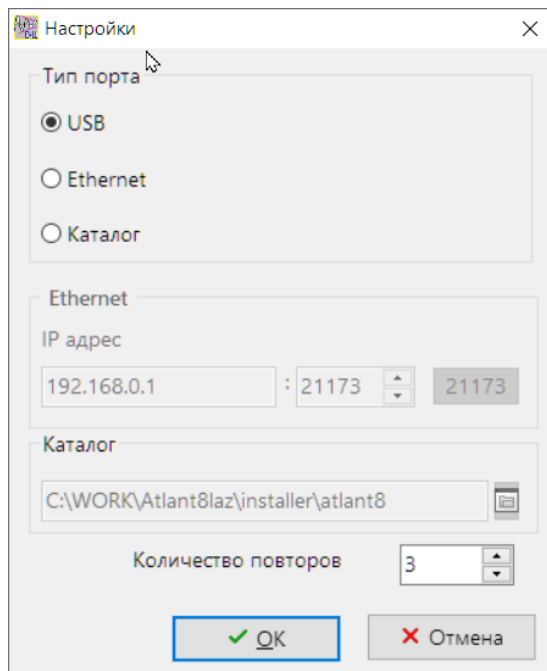 Настройки
Тип порта
USB
Ethernet
Каталог
Ethernet
IP адрес
192.168.0.1 : 21173 21173
Каталог
C:\WORK\Atlant8laz\installer\atlant8
Количество повторов 3
OK Отмена